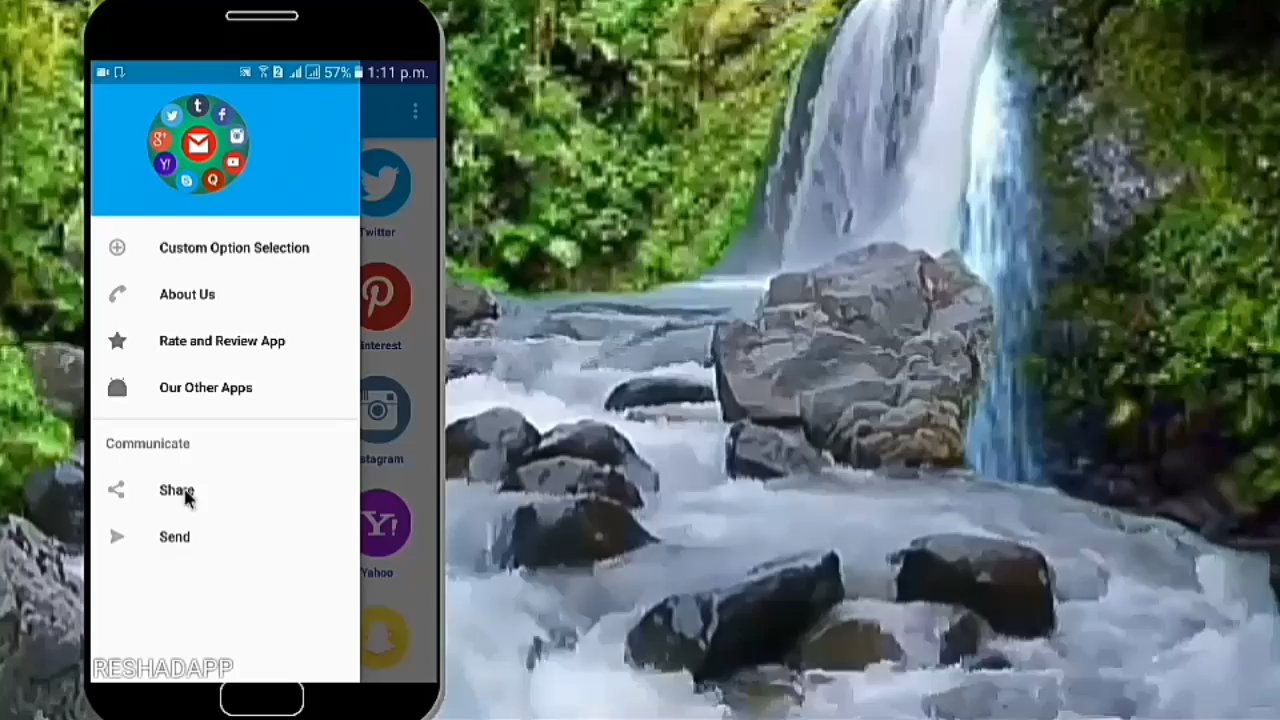 57% 1:11 p.m.
Custom Option Selection
About Us
Rate and Review App
Our Other Apps
Communicate
Share
Send
Twitter
interest
stagram
Yahoo
RESHADAPP